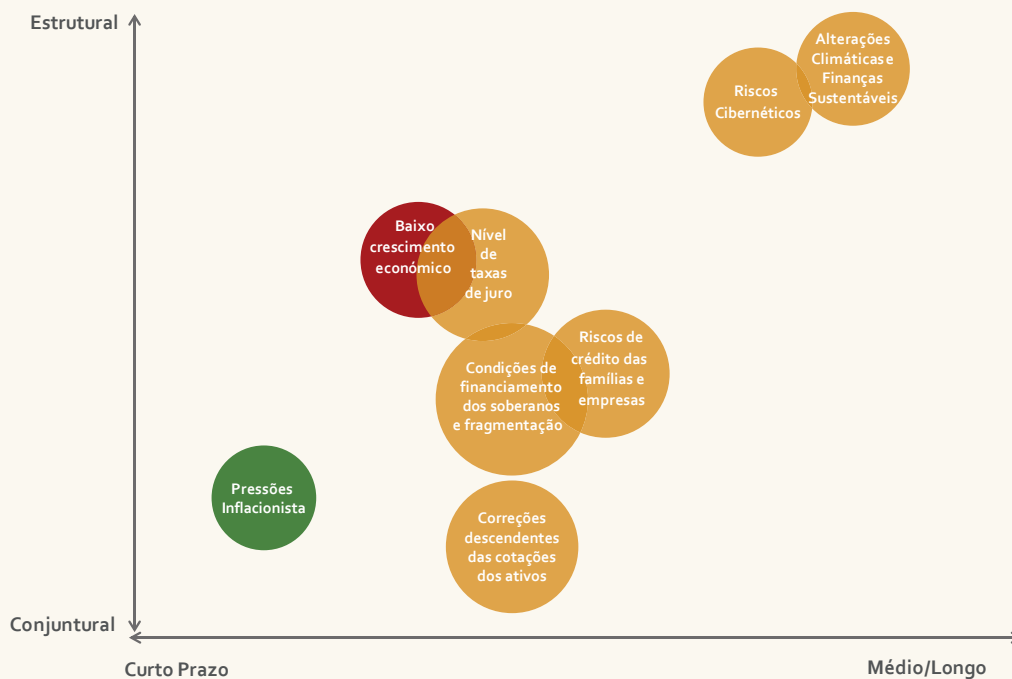 Estrutural
Alterações
Climáticas e
Finanças
Sustentáveis
Riscos
Cibernéticos
Baixo
crescimento
económico
Nível
de
taxas
de juro
Riscos de
crédito das
famílias e
empresas
Condições de
financiamento
dos soberanos
e fragmentação
Pressões
Inflacionista
Correções
descendentes
das cotações
dos ativos
Conjuntural
Curto Prazo
Médio/Longo